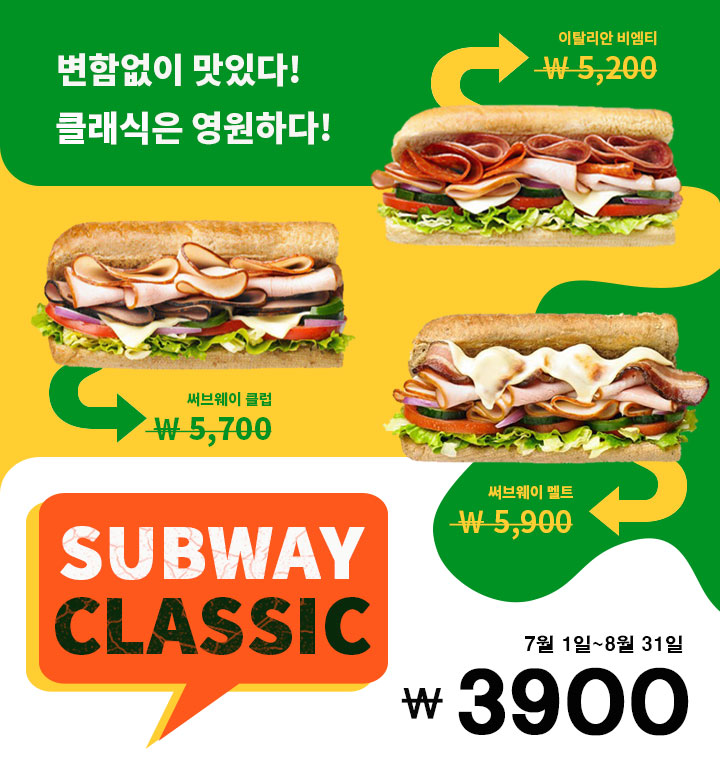 변함없이 맛있다!
클래식은 영원하다!
이탈리안 비엠티
₩ 5,200
써브웨이 클럽
₩ 5,700
써브웨이 멜트
₩ 5,900
SUBWAY
CLASSIC
7월 1일~8월 31일
₩ 3900